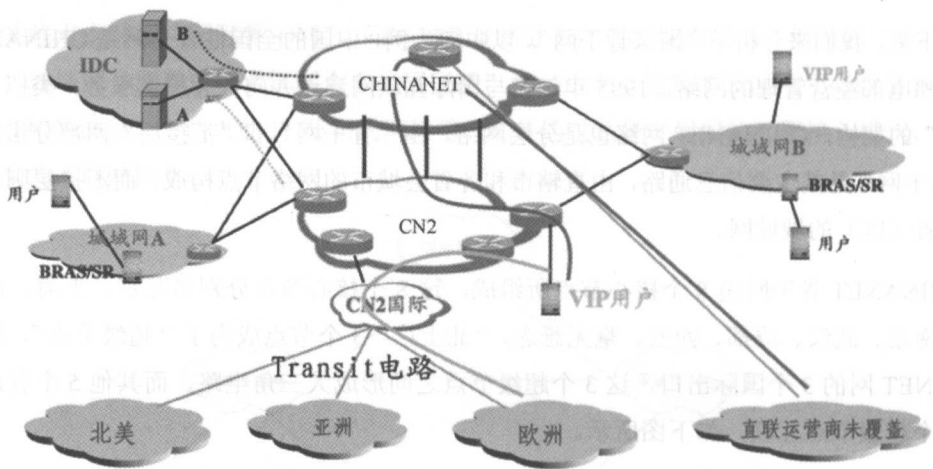 B
IDC
A
CHINANET
VIP用户
城域网B
BRAS/SR
用户
用户
城域网A
BRAS/SR
CN2
CN2国际
VIP用户
Transit电路
北美
亚洲
欧洲
直联运营商未覆盖